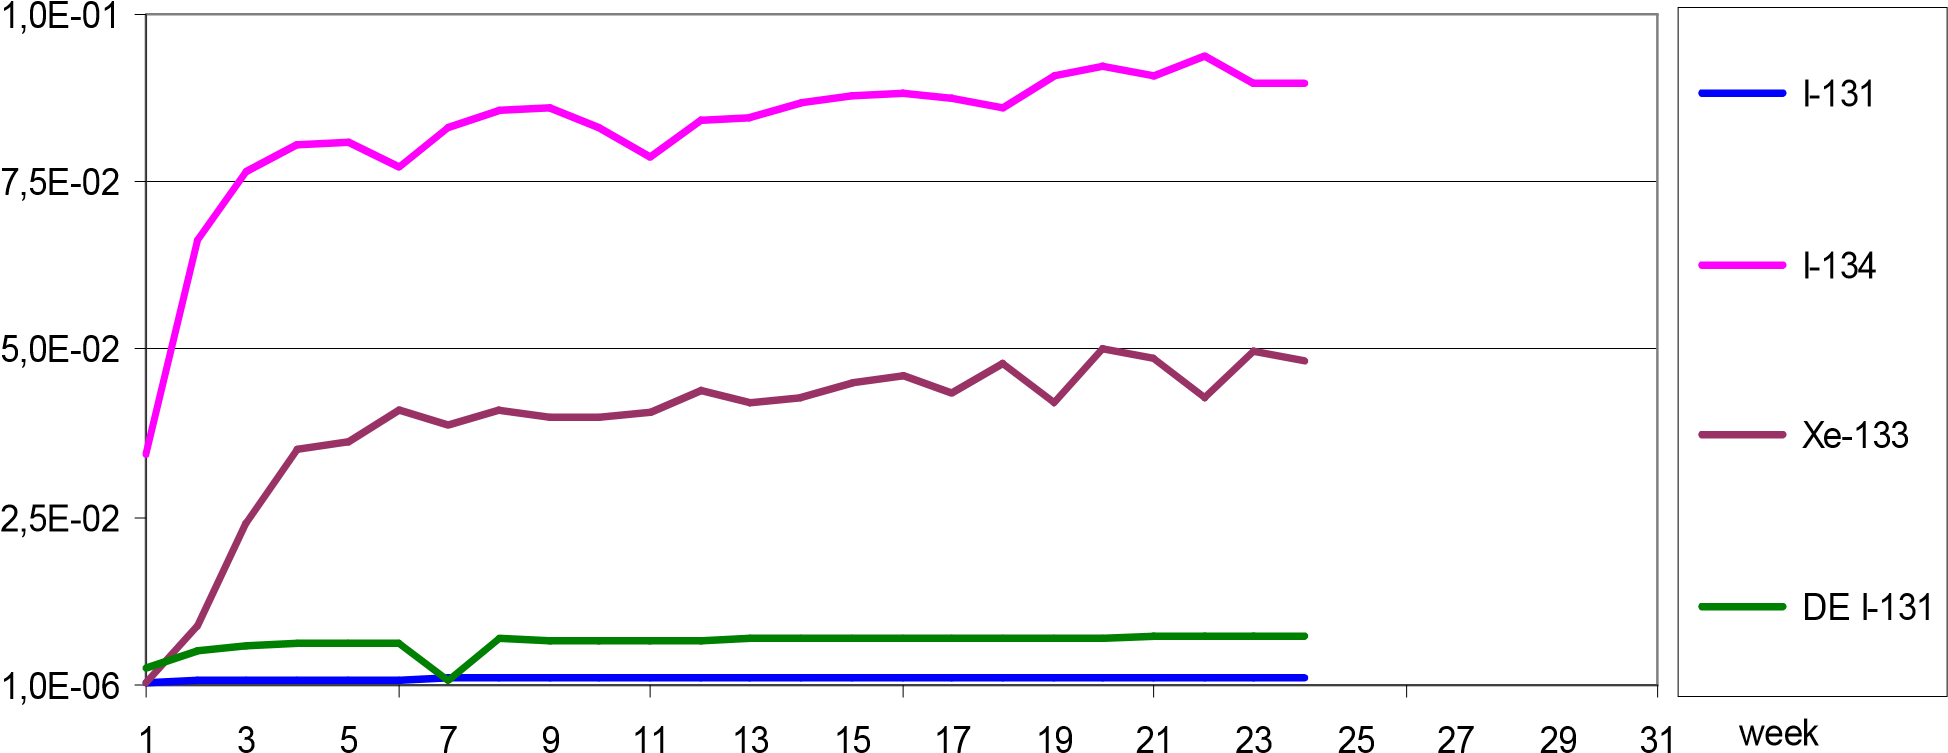 1,0E-01
7,5E-02
5,0E-02
2,5E-02
1,0E-06
1 3 5 7 9 11 13 15 17 19 21 23 25 27 29 31
week
I-131
I-134
Xe-133
DE I-131